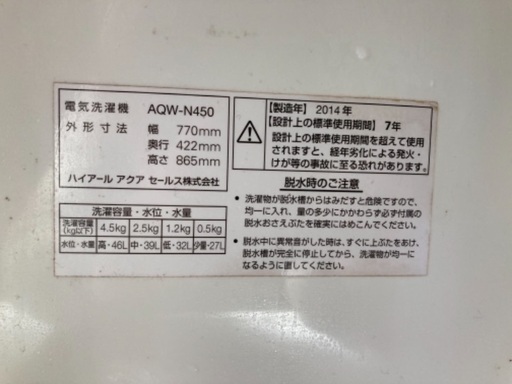 電気洗濯機 AQW-N450
外形寸法 幅 770mm
奥行 422mm
高さ 865mm
ハイアール アクア セールス株式会社
洗濯容量・水位・水量
洗濯容量(kg以下) 4.5kg 2.5kg 1.2kg 0.5kg
水位・水量 高・46L 中・39L 低・32L 少量・27L
【製造年】2014年
【設計上の標準使用期間】7年
設計上の標準使用期間を超えて使用
されますと、経年劣化による発火・
けが等の事故に至る恐れがあります。
脱水時のご注意
・洗濯物が脱水槽からはみだすと危険ですので、
均一に入れ、量の多少にかかわらず必ず付属の
脱水おさえぶたを確実にはめこんでください。
・脱水中に異常音がした時は、すぐに上ぶたをあけ、
脱水槽が完全に停止してから、洗濯物が均一に
なるように直してください。